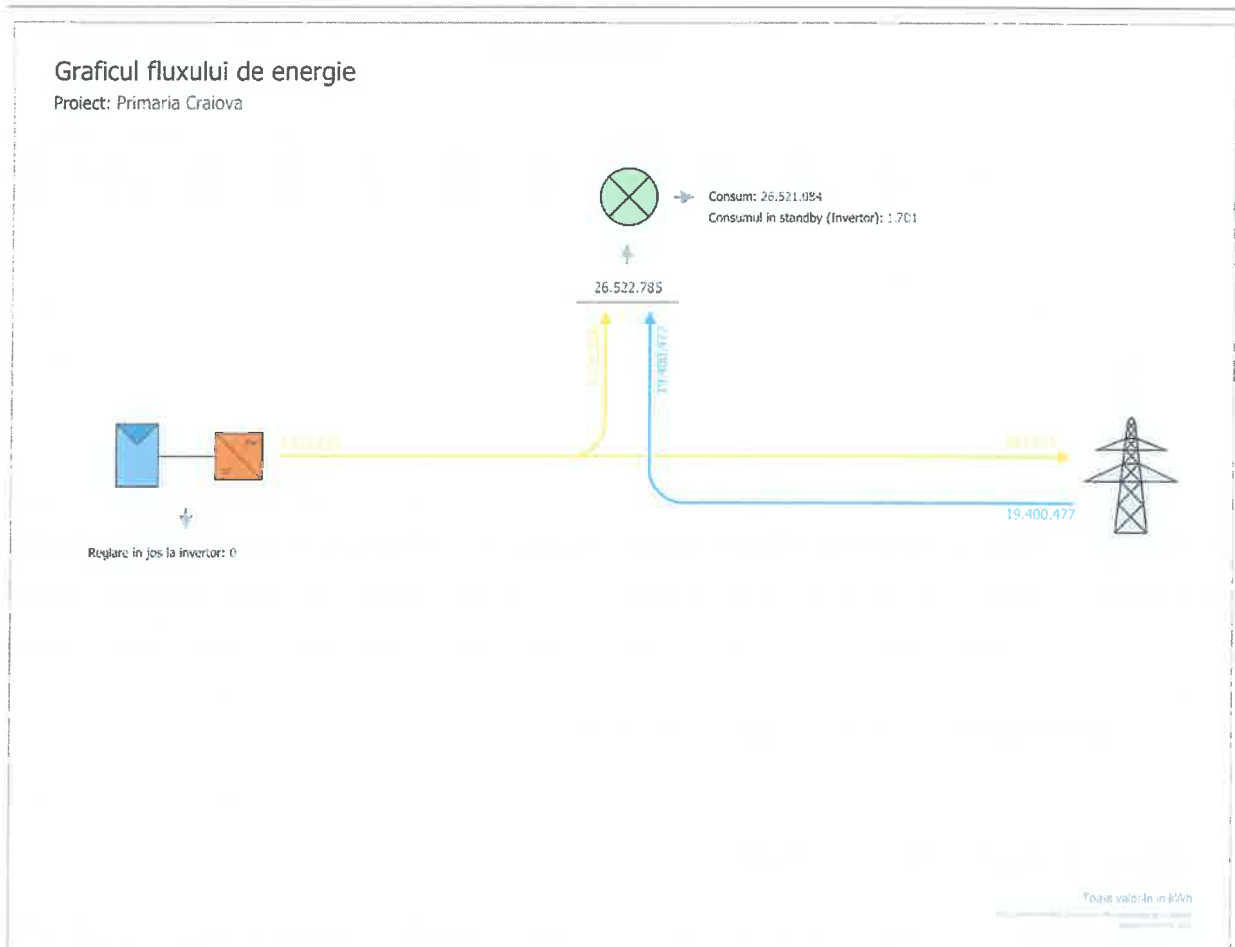 Graficul fluxului de energie
Proiect: Primaria Craiova
Consum: 26.521.084
Consumul in standby (Invertor): 1.701
26.522.785
19.400.477
19.400.477
Reglare in jos la invertor: 0
Toate valorile in kWh